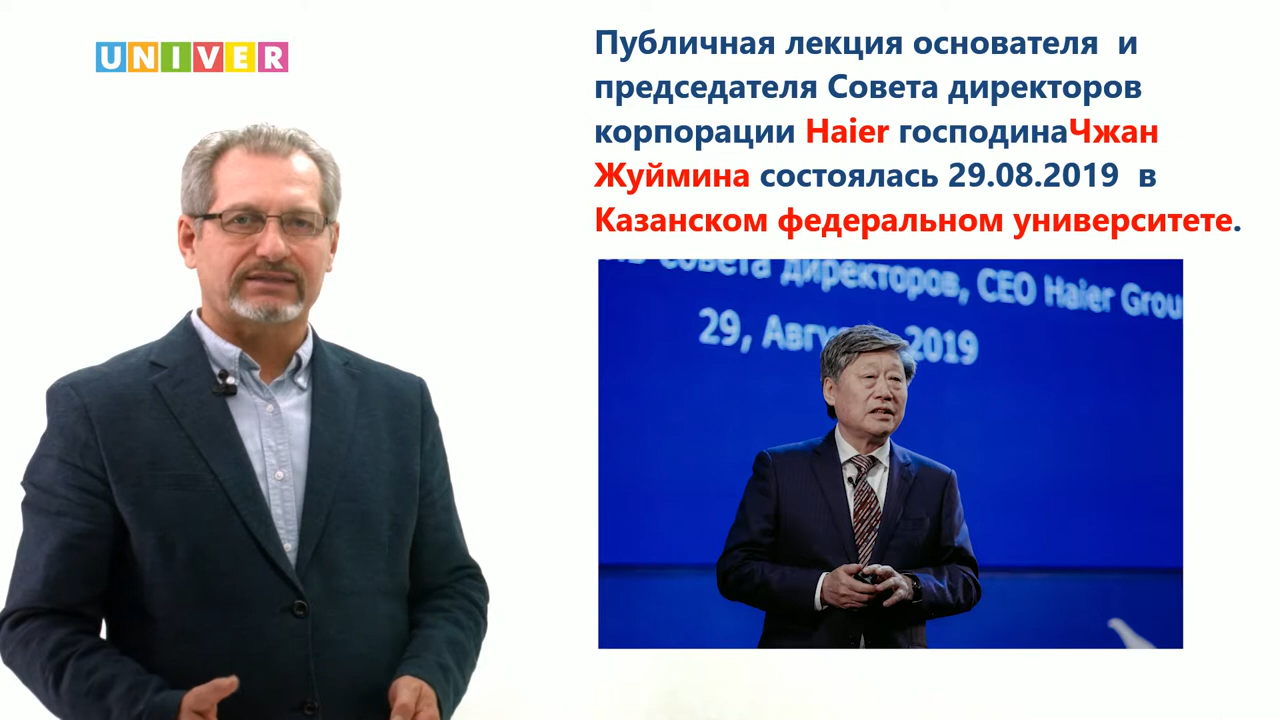 UNIVER
Публичная лекция основателя и
председателя Совета директоров
корпорации Haier господинаЧжан
Жуймина состоялась 29.08.2019 в
Казанском федеральном университете.
Совета директоров, CEO Haier Grou
29, Авгу 2019